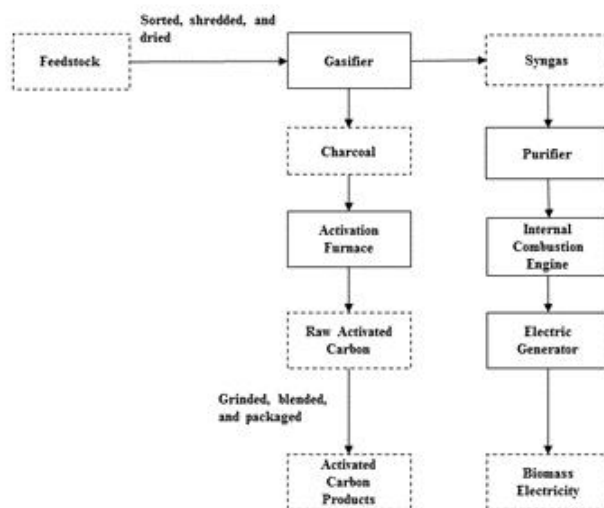 Sorted, shredded, and
dried
Feedstock
Gasifier
Syngas
Charcoal
Purifier
Activation
Furnace
Internal
Combustion
Engine
Raw Activated
Carbon
Electric
Generator
Grinded, blended,
and packaged
Activated
Carbon
Products
Biomass
Electricity